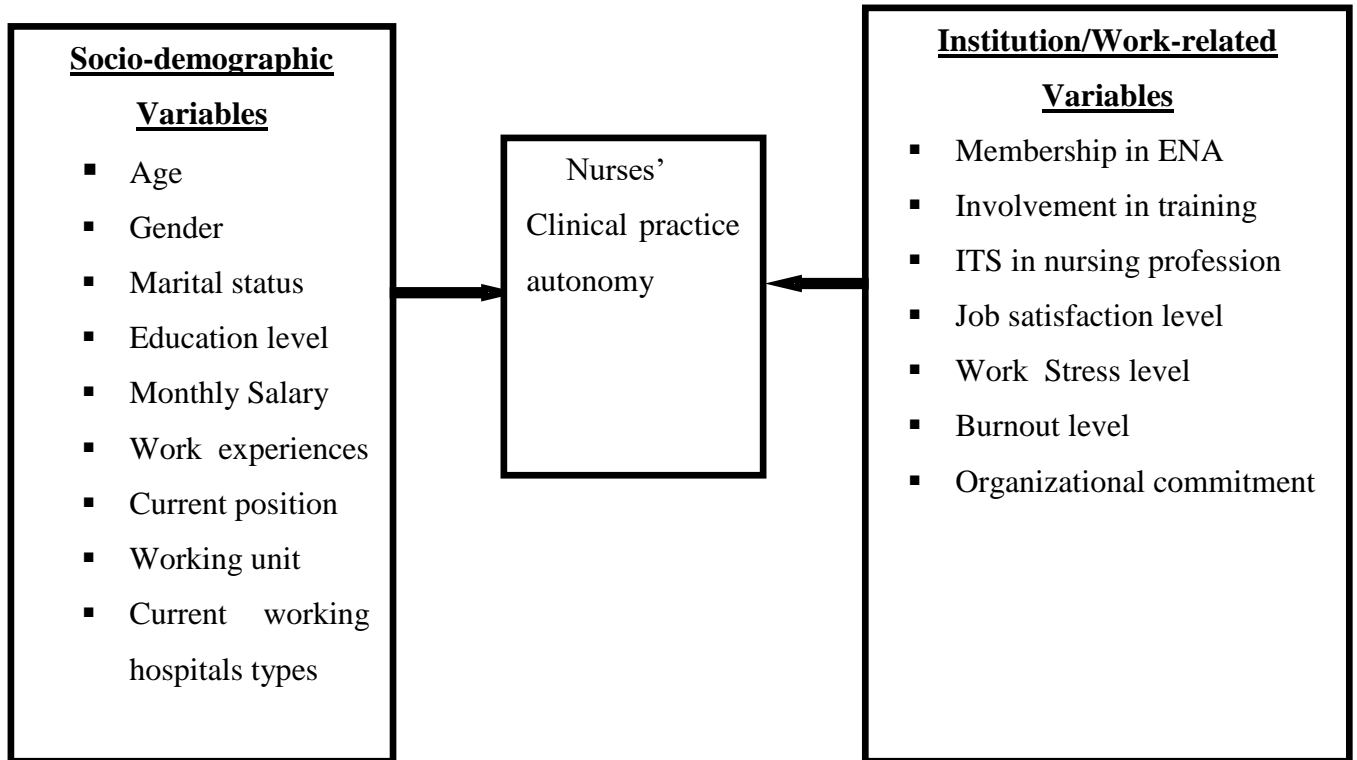 Socio-demographic
Variables
▪ Age
▪ Gender
▪ Marital status
▪ Education level
▪ Monthly Salary
▪ Work experiences
▪ Current position
▪ Working unit
▪ Current working
hospitals types
Nurses’
Clinical practice
autonomy
Institution/Work-related
Variables
▪ Membership in ENA
▪ Involvement in training
▪ ITS in nursing profession
▪ Job satisfaction level
▪ Work Stress level
▪ Burnout level
▪ Organizational commitment